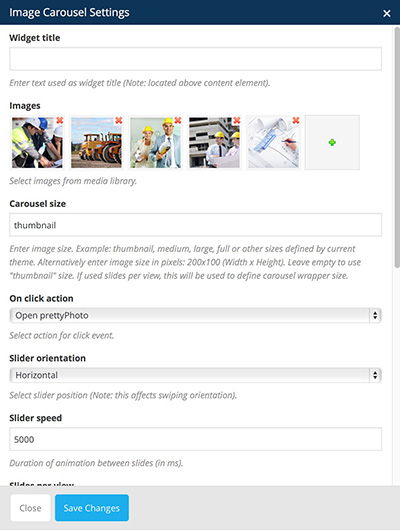 Image Carousel Settings ×
Widget title
Enter text used as widget title (Note: located above content element).
Images
Select images from media library.
Carousel size
thumbnail
Enter image size. Example: thumbnail, medium, large, full or other sizes defined by current
theme. Alternatively enter image size in pixels: 200x100 (Width x Height). Leave empty to use
"thumbnail" size. If used slides per view, this will be used to define carousel wrapper size.
On click action
Open prettyPhoto
Select action for click event.
Slider orientation
Horizontal
Select slider position (Note: this affects swiping orientation).
Slider speed
5000
Duration of animation between slides (in ms).
Slides per view
Close Save Changes